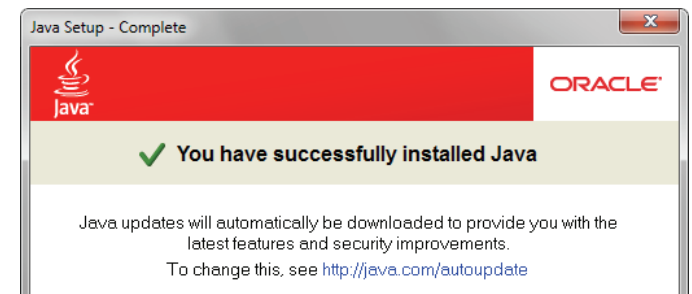 Java Setup - Complete
Java™
ORACLE®
You have successfully installed Java
Java updates will automatically be downloaded to provide you with the
latest features and security improvements.
To change this, see http://java.com/autoupdate